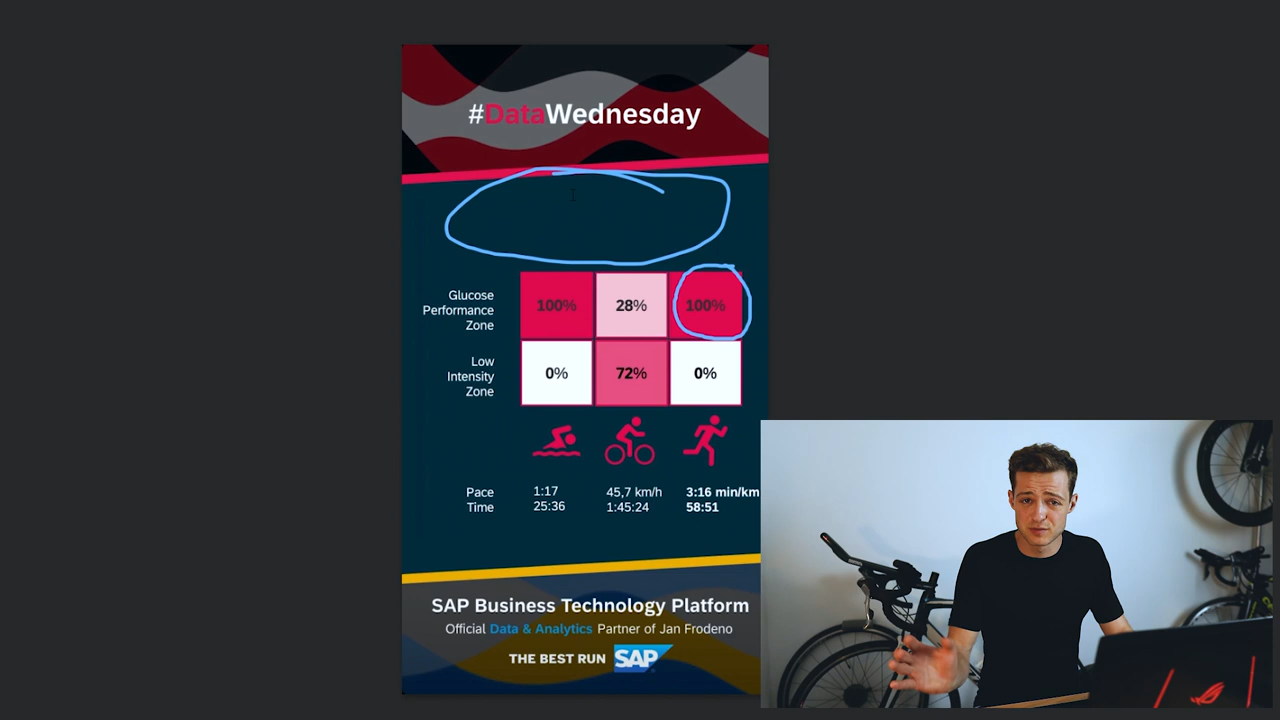 #DataWednesday
Glucose
Performance
Zone
100%
28%
100%
Low
Intensity
Zone
0%
72%
0%
Pace
1:17
45,7 km/h
3:16 min/km
Time
25:36
1:45:24
58:51
SAP Business Technology Platform
Official Data & Analytics Partner of Jan Frodeno
THE BEST RUN SAP